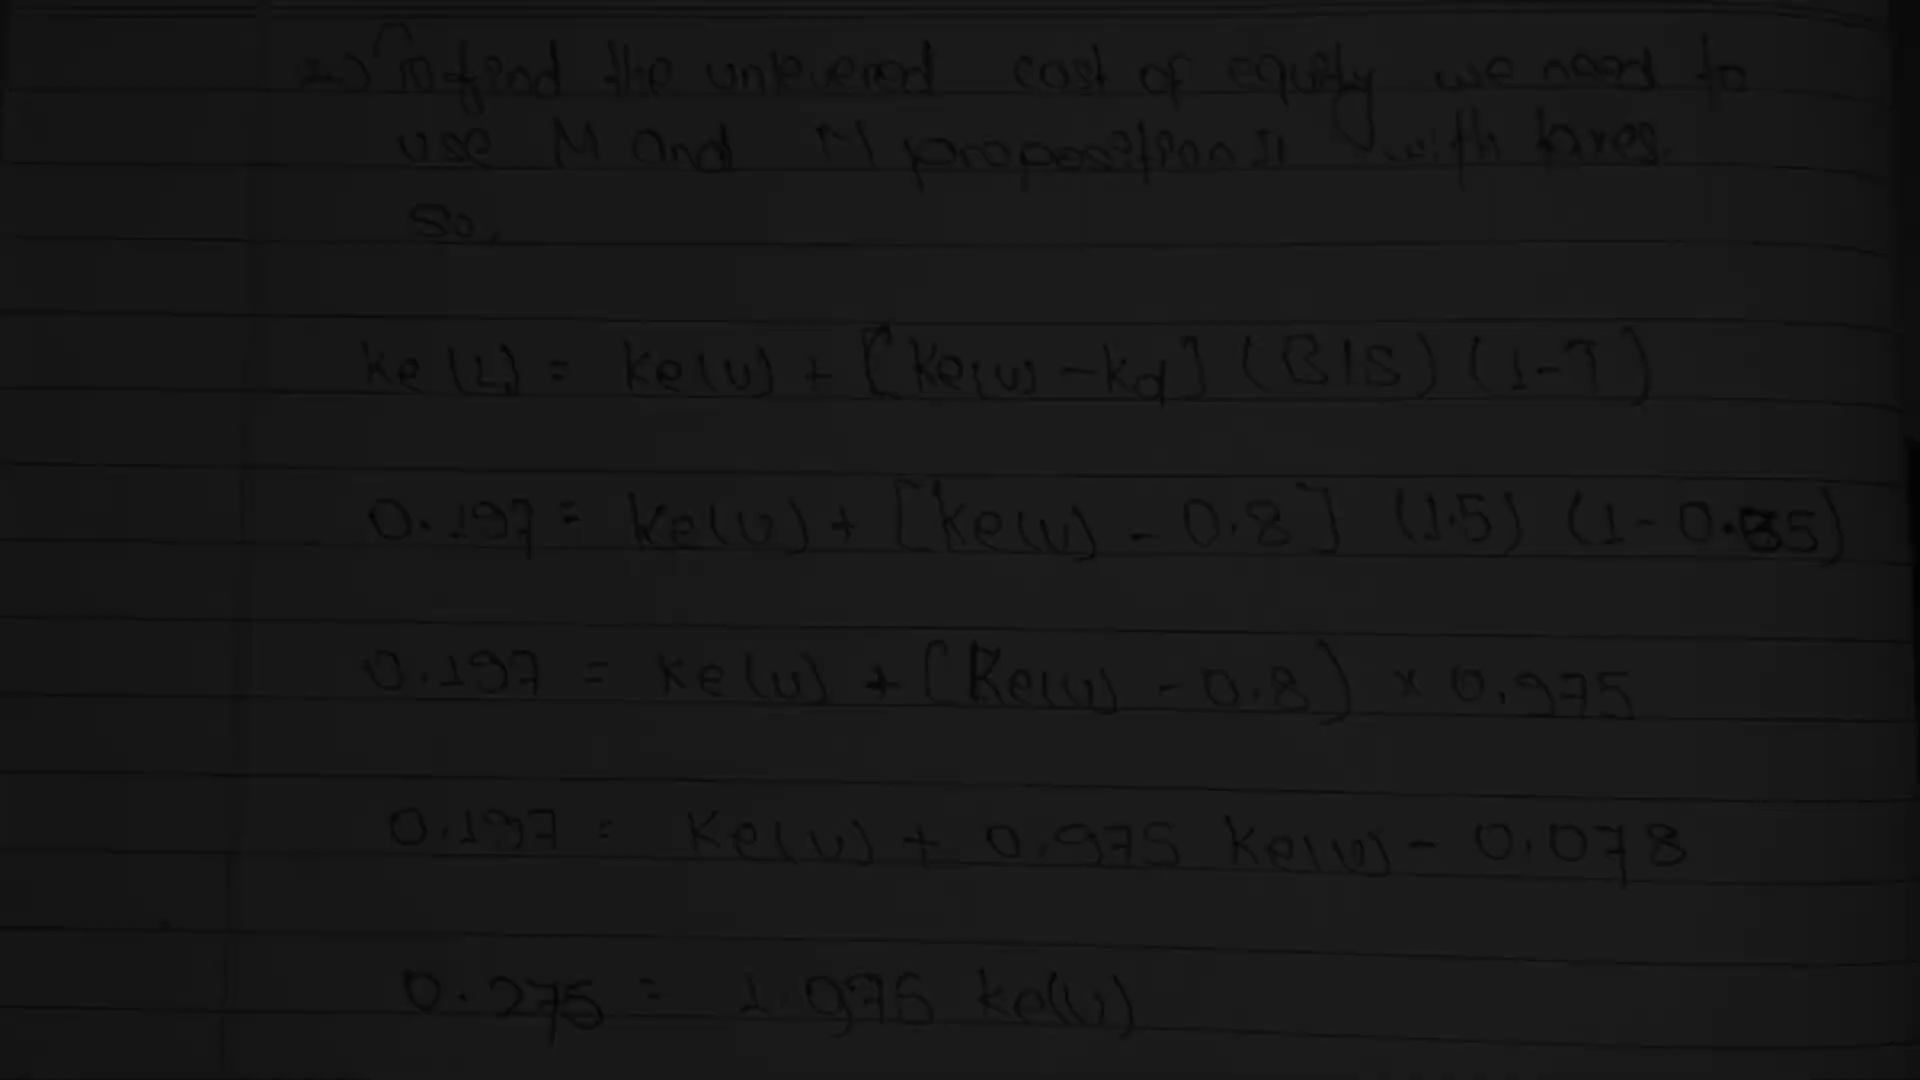 2) To find the unlevered cost of equity we need to
use M and M proposition II with taxes.
so,
ke (L) = ke(u) + [ke(u) - kd] (B/S) (1-T)
0.197 = ke(u) + [ke(u) - 0.8] (1.5) (1-0.35)
0.197 = ke(u) + [ke(u) - 0.8) x 0.975
0.197 = ke(u) + 0.975 ke(u) - 0.078
0.275 = 1.975 ke(u)